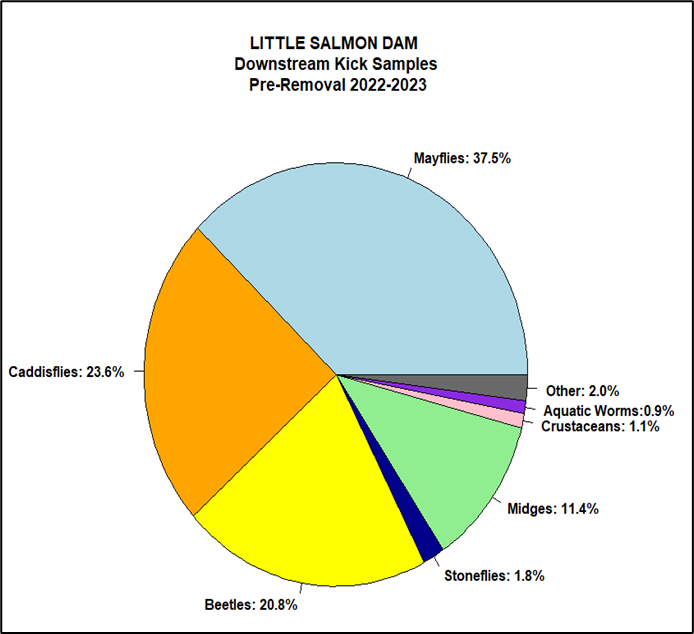 LITTLE SALMON DAM
Downstream Kick Samples
Pre-Removal 2022-2023
Mayflies: 37.5%
Caddisflies: 23.6%
Other: 2.0%
Aquatic Worms:0.9%
Crustaceans: 1.1%
Midges: 11.4%
Stoneflies: 1.8%
Beetles: 20.8%